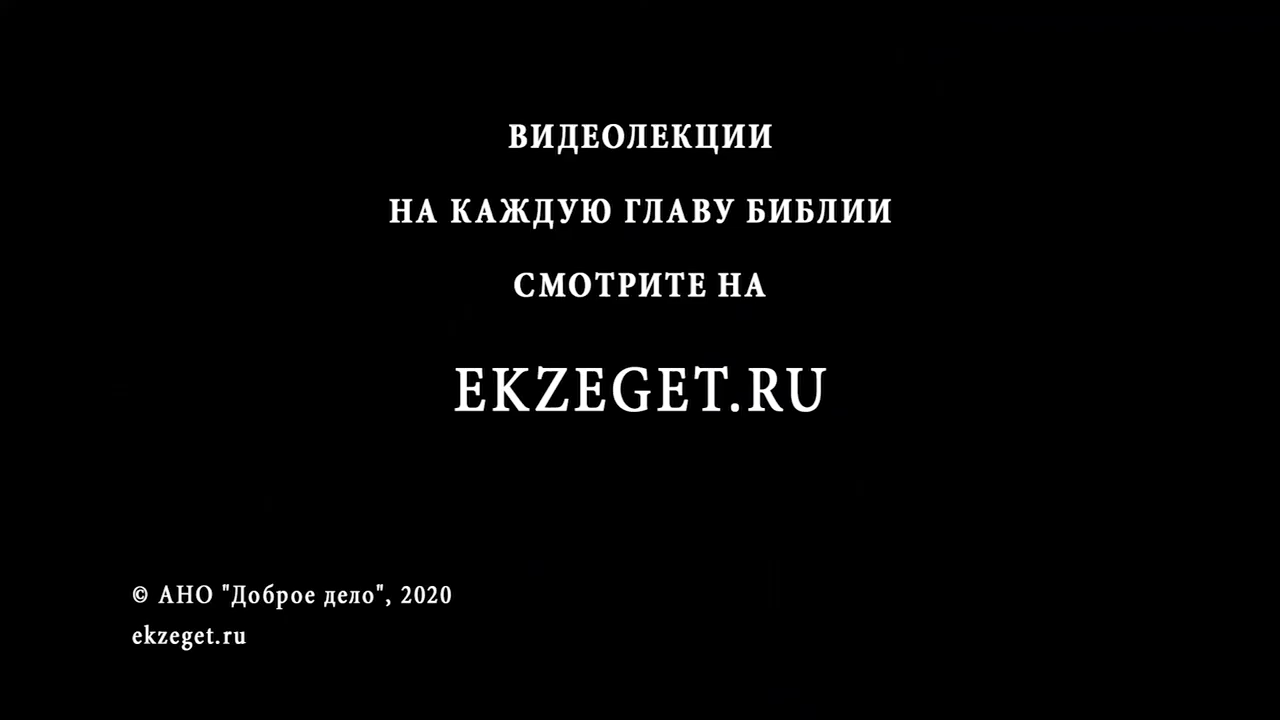 ВИДЕОЛЕКЦИИ
НА КАЖДУЮ ГЛАВУ БИБЛИИ
СМОТРИТЕ НА
EKZEGET.RU
© АНО "Доброе дело", 2020
ekzeget.ru